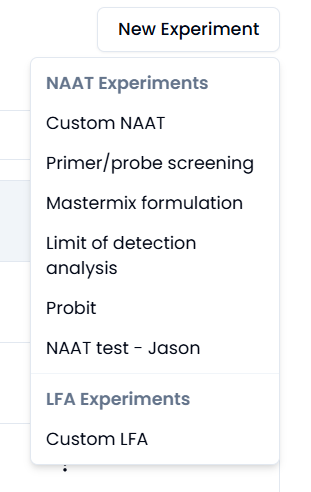 New Experiment
NAAT Experiments
Custom NAAT
Primer/probe screening
Mastermix formulation
Limit of detection
analysis
Probit
NAAT test - Jason
LFA Experiments
Custom LFA